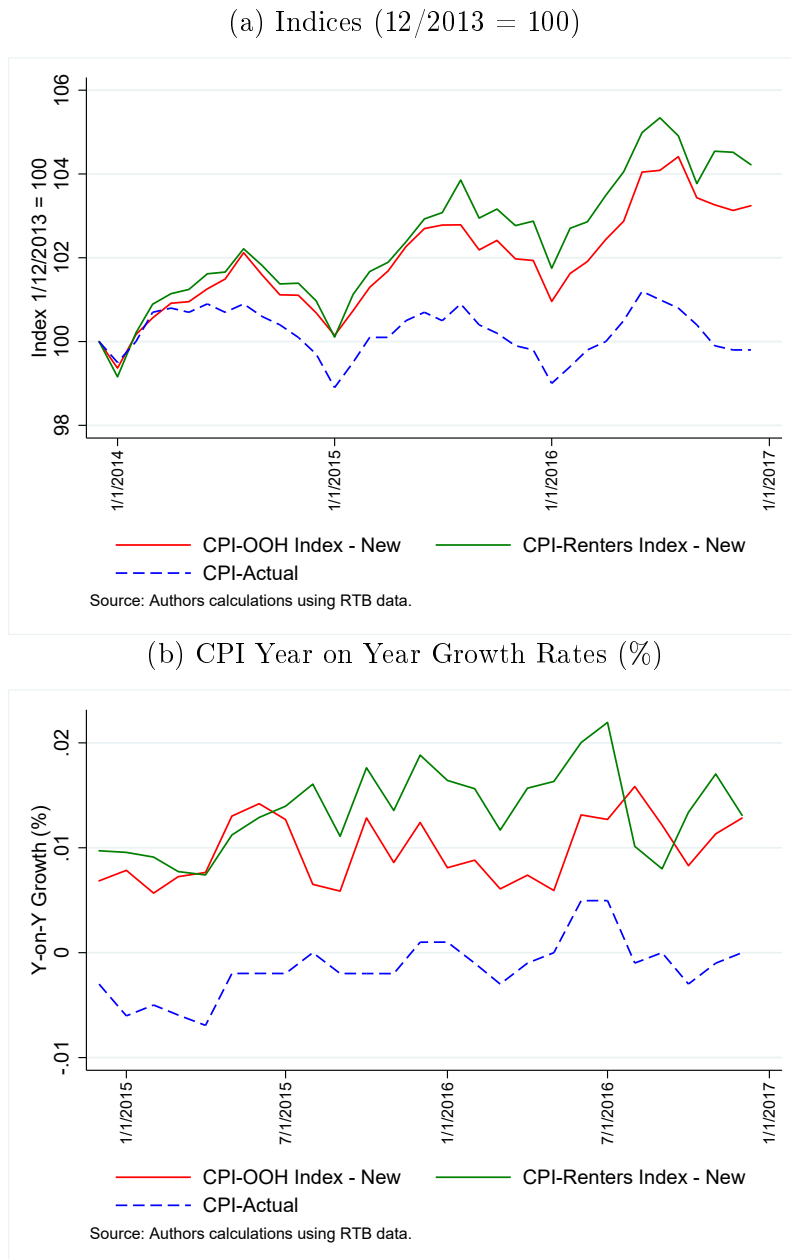 (a) Indices (12/2013 = 100)
Index 1/12/2013 = 100
106
104
102
100
98
1/1/2014
1/1/2015
1/1/2016
1/1/2017
CPI-OOH Index - New
CPI-Renters Index - New
CPI-Actual
Source: Authors calculations using RTB data.
(b) CPI Year on Year Growth Rates (%)
Y-on-Y Growth (%)
.02
.01
0
-.01
1/1/2015
7/1/2015
1/1/2016
7/1/2016
1/1/2017
CPI-OOH Index - New
CPI-Renters Index - New
CPI-Actual
Source: Authors calculations using RTB data.